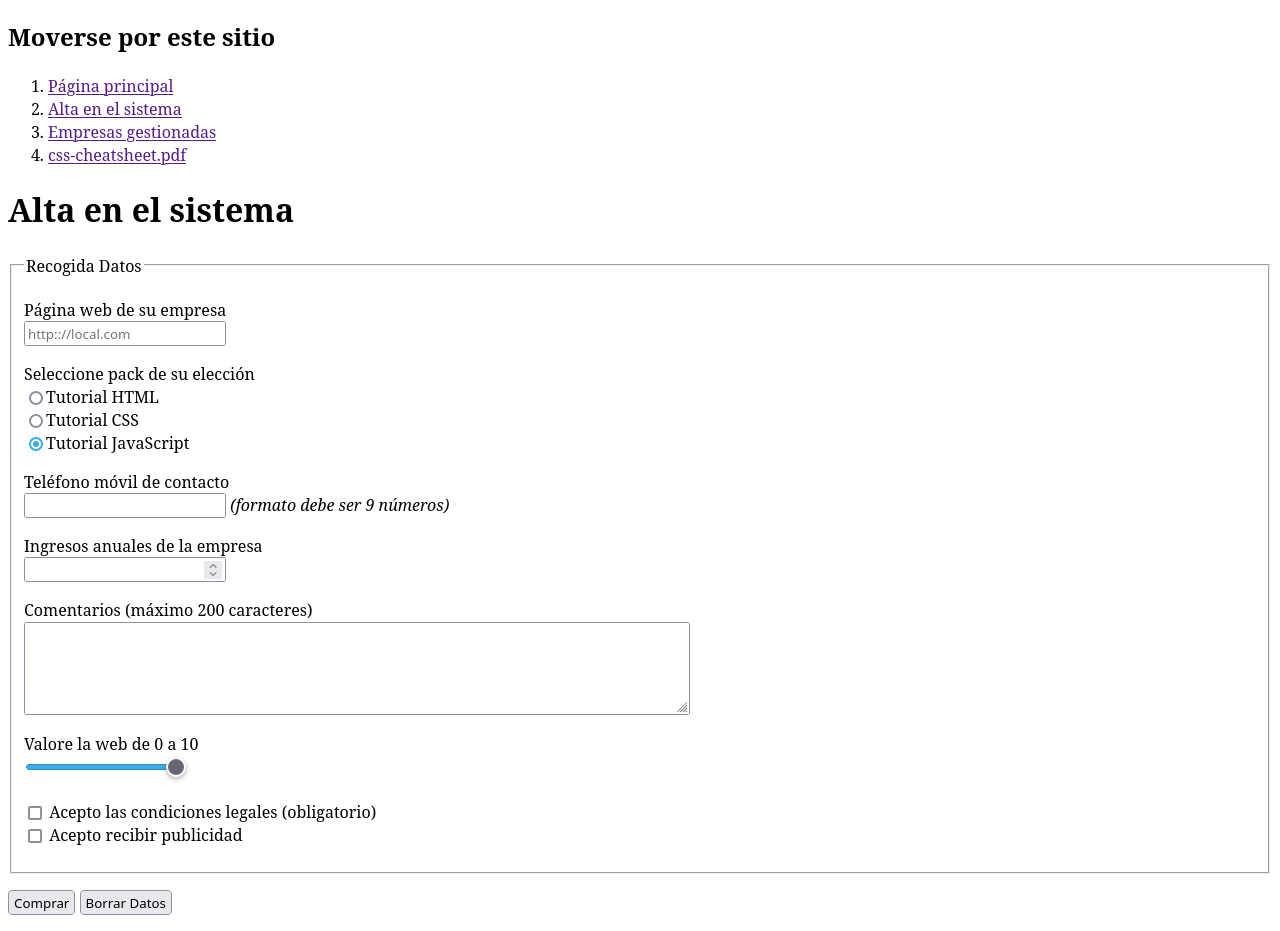 Moverse por este sitio
1. Página principal
2. Alta en el sistema
3. Empresas gestionadas
4. css-cheatsheet.pdf
Alta en el sistema
Recogida Datos
Página web de su empresa
http:://local.com
Seleccione pack de su elección
Tutorial HTML
Tutorial CSS
Tutorial JavaScript
Teléfono móvil de contacto
(formato debe ser 9 números)
Ingresos anuales de la empresa
Comentarios (máximo 200 caracteres)
Valore la web de 0 a 10
Acepto las condiciones legales (obligatorio)
Acepto recibir publicidad
Comprar Borrar Datos